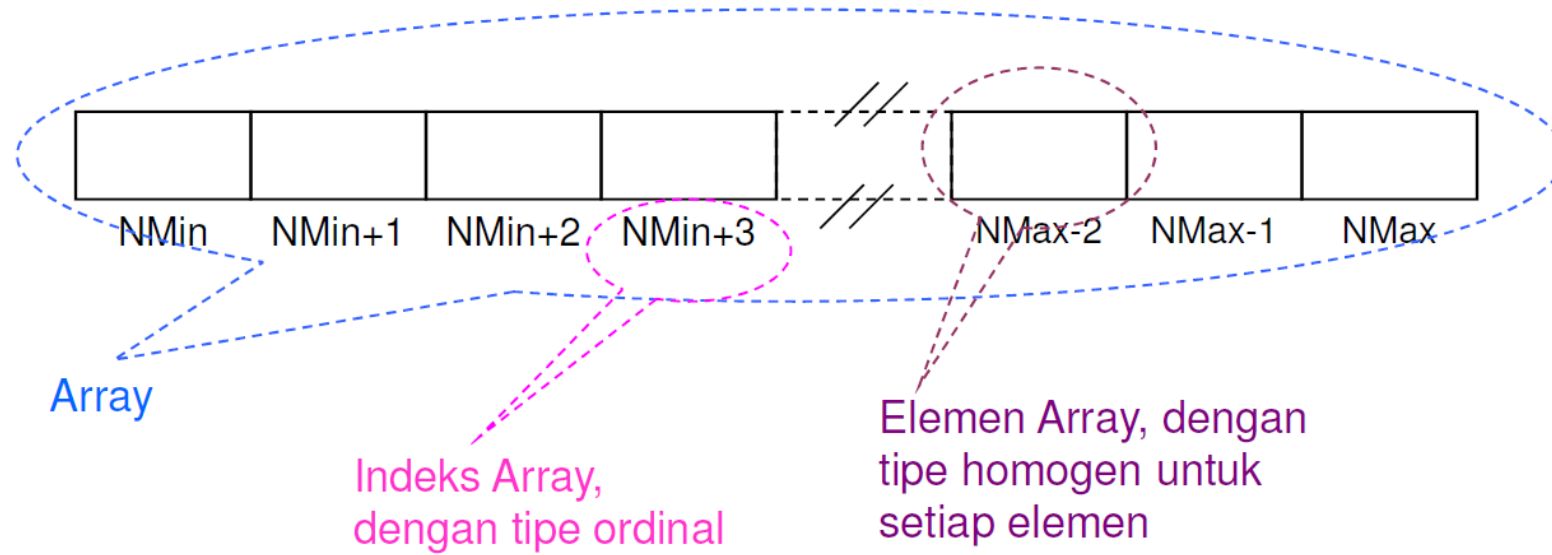 NMin NMin+1 NMin+2 NMin+3 NMax-2 NMax-1 NMax
Array
Indeks Array,
dengan tipe ordinal
Elemen Array, dengan
tipe homogen untuk
setiap elemen